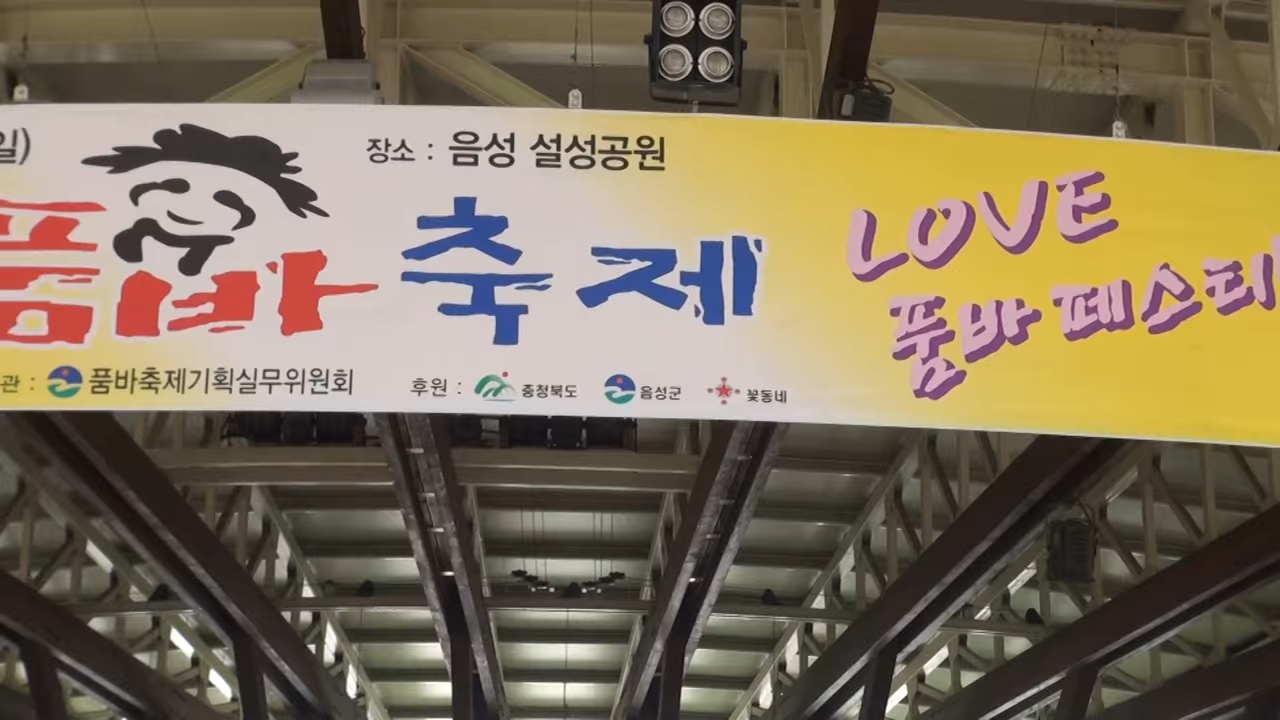 일) 장소 : 음성 설성공원
품바 축제
관 : 품바축제기획실무위원회 후원 : 충청북도 음성군 꽃동네
LOVE
품바 페스티